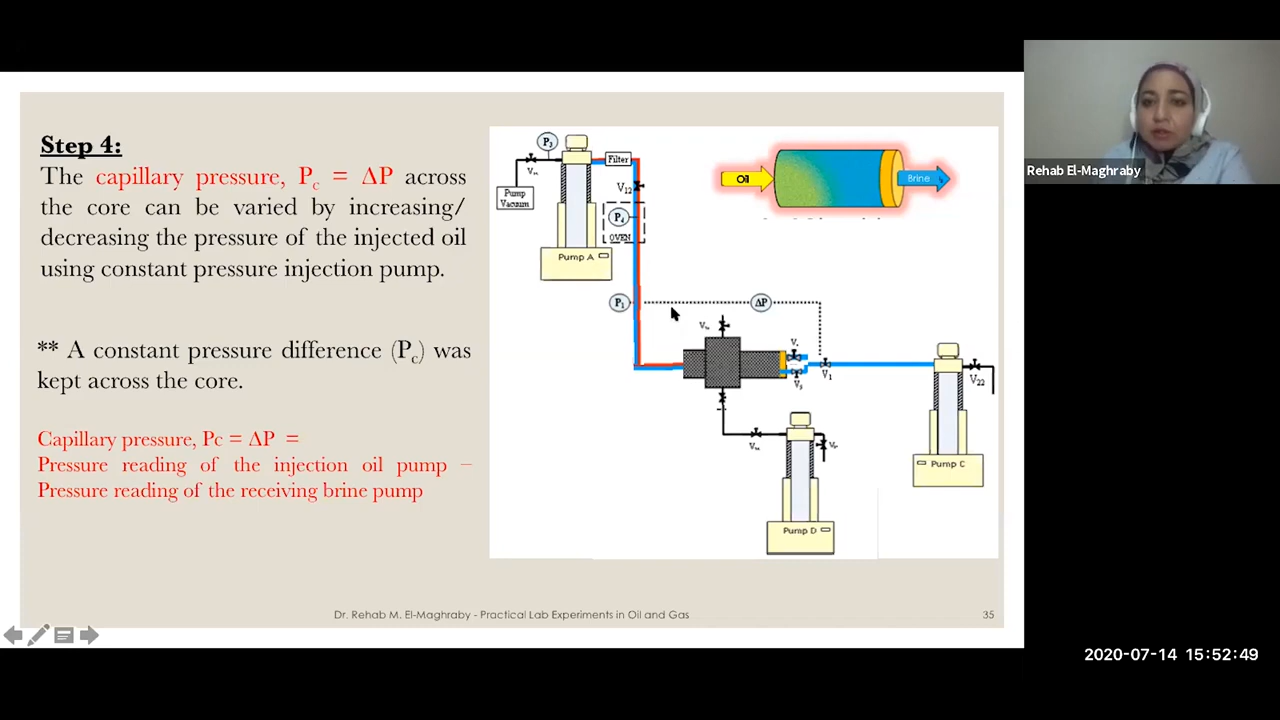 Step 4:
The capillary pressure, Pc = ΔP across
the core can be varied by increasing/
decreasing the pressure of the injected oil
using constant pressure injection pump.
** A constant pressure difference (Pc) was
kept across the core.
Capillary pressure, Pc = ΔP =
Pressure reading of the injection oil pump –
Pressure reading of the receiving brine pump
P3
Filter
Pump
Vacuum
V12
P4
OVEN
Pump A
Oil
Brine
P1
ΔP
V1
V22
Pump C
Pump D
Dr. Rehab M. El-Maghraby - Practical Lab Experiments in Oil and Gas
35
Rehab El-Maghraby
2020-07-14 15:52:49